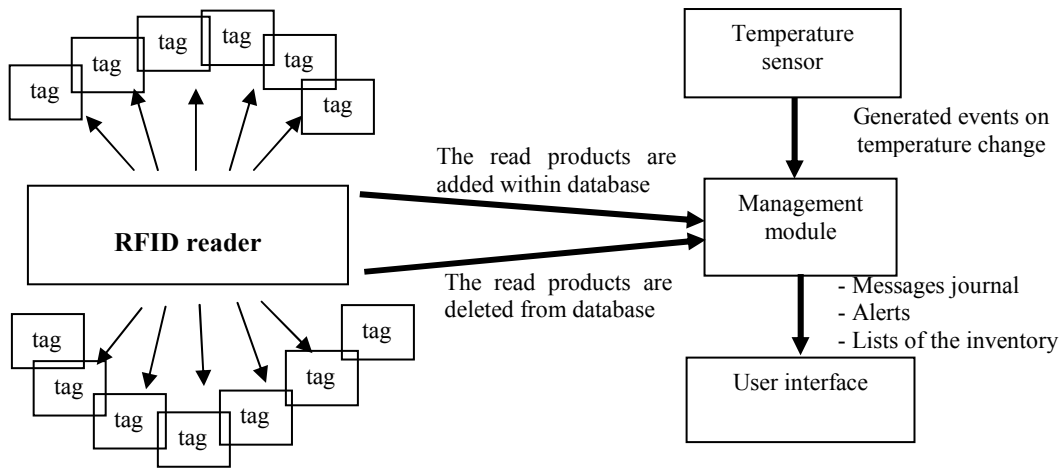 tag
tag
tag
tag
tag
tag
Temperature
sensor
Generated events on
temperature change
The read products are
added within database
RFID reader
Management
module
The read products are
deleted from database
- Messages journal
- Alerts
- Lists of the inventory
tag
tag
tag
tag
tag
tag
tag
User interface